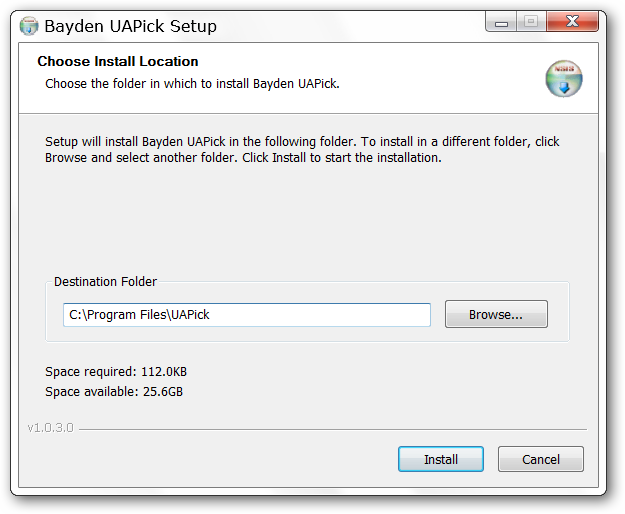 Bayden UAPick Setup
Choose Install Location
Choose the folder in which to install Bayden UAPick.
Setup will install Bayden UAPick in the following folder. To install in a different folder, click
Browse and select another folder. Click Install to start the installation.
Destination Folder
C:\Program Files\UAPick
Browse...
Space required: 112.0KB
Space available: 25.6GB
v1.0.3.0
Install
Cancel